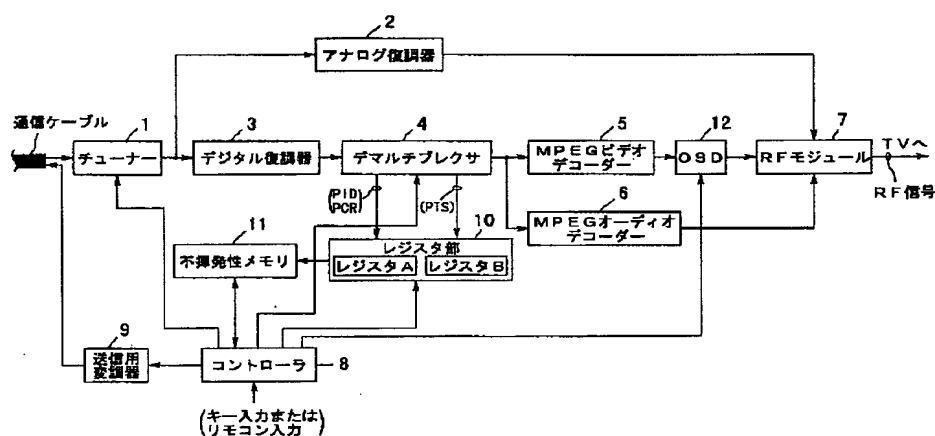 2
アナログ復調器
通信ケーブル
1
チューナー
3
デジタル復調器
4
デマルチプレクサ
5
MPEGビデオ
デコーダー
12
OSD
7
RFモジュール
TVへ
RF信号
(PID
PCR)
(PTS)
6
MPEGオーディオ
デコーダー
10
レジスタ部
レジスタA
レジスタB
11
不揮発性メモリ
9
送信用
変調器
コントローラ
8
(キー入力または
リモコン入力)